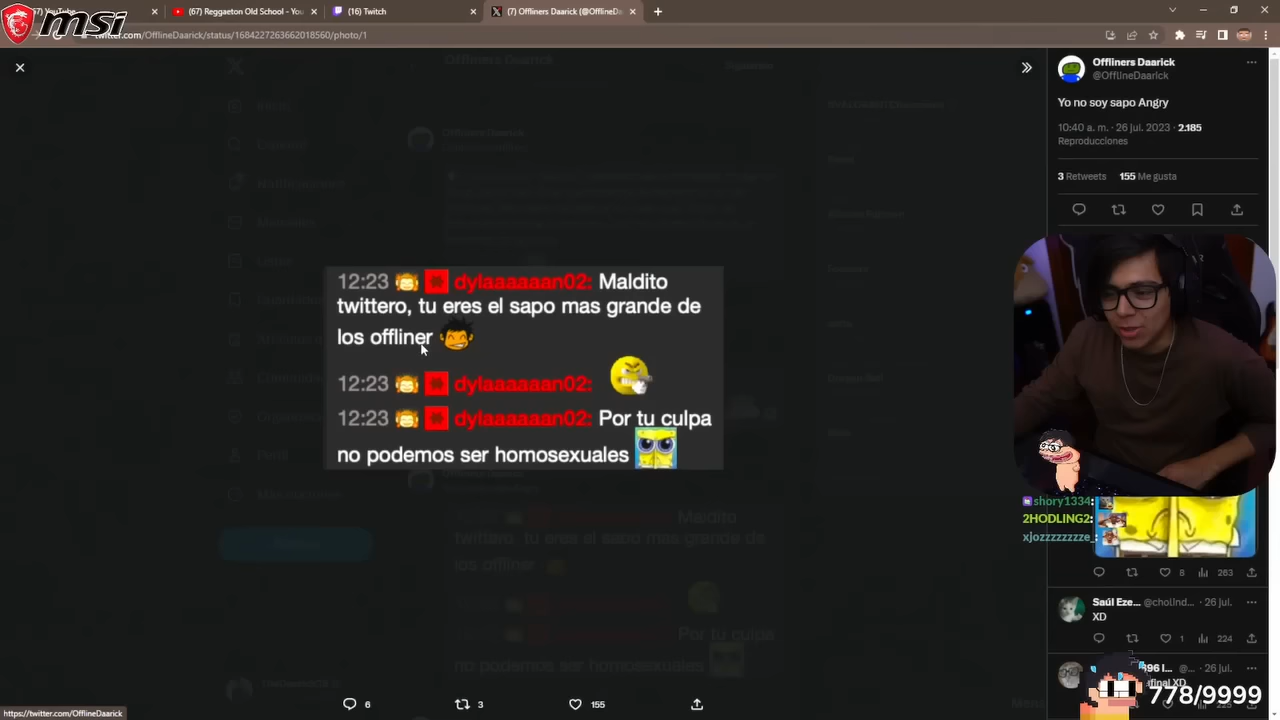 msi
(67) Reggaeton Old School - You
(16) Twitch
(7) Offliners Daarick (@OfflineDa
twitter.com/OfflineDaarick/status/1684227263662018560/photo/1
Offliners Daarick
@OfflineDaarick
Yo no soy sapo Angry
10:40 a. m. · 26 jul. 2023 · 2.185
Reproducciones
3 Retweets 155 Me gusta
12:23 dylaaaaaan02: Maldito
twittero, tu eres el sapo mas grande de
los offliner
12:23 dylaaaaaan02:
12:23 dylaaaaaan02: Por tu culpa
no podemos ser homosexuales
shory1334:
2HODLING2:
xjozzzzzzze_:
8 263
Saúl Eze... @cholind... · 26 jul.
XD
1 224
26 jul.
final XD
778/9999
6 3 155
https://twitter.com/OfflineDaarick